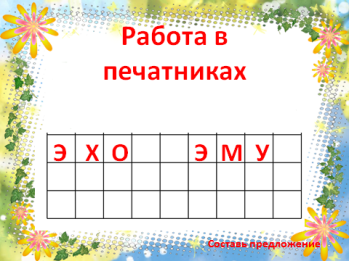 Работа в
печатниках
Э Х О Э М У
Составь предложение